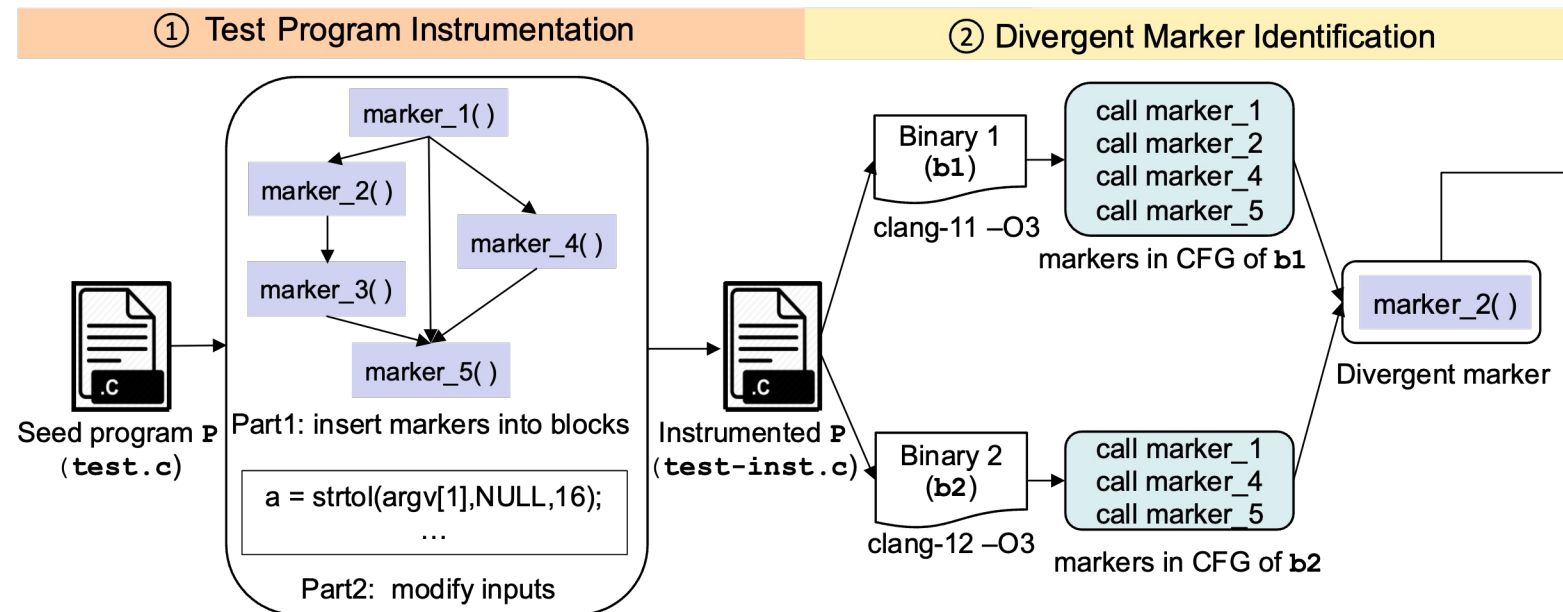 ① Test Program Instrumentation
② Divergent Marker Identification
marker_1( )
marker_2( )
marker_4( )
marker_3( )
marker_5( )
Part1: insert markers into blocks
a = strtol(argv[1],NULL,16);
...
Part2: modify inputs
.C
Seed program P
(test.c)
.C
Instrumented P
(test-inst.c)
Binary 1
(b1)
clang-11 –O3
call marker_1
call marker_2
call marker_4
call marker_5
markers in CFG of b1
Binary 2
(b2)
clang-12 –O3
call marker_1
call marker_4
call marker_5
markers in CFG of b2
marker_2( )
Divergent marker